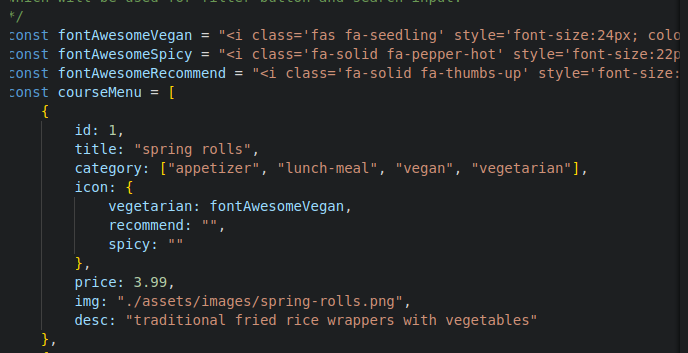 which will be used for filter button and search input.
*/
const fontAwesomeVegan = "<i class='fas fa-seedling' style='font-size:24px; colo
const fontAwesomeSpicy = "<i class='fa-solid fa-pepper-hot' style='font-size:22p
const fontAwesomeRecommend = "<i class='fa-solid fa-thumbs-up' style='font-size:
const courseMenu = [
{
id: 1,
title: "spring rolls",
category: ["appetizer", "lunch-meal", "vegan", "vegetarian"],
icon: {
vegetarian: fontAwesomeVegan,
recommend: "",
spicy: ""
},
price: 3.99,
img: "./assets/images/spring-rolls.png",
desc: "traditional fried rice wrappers with vegetables"
},